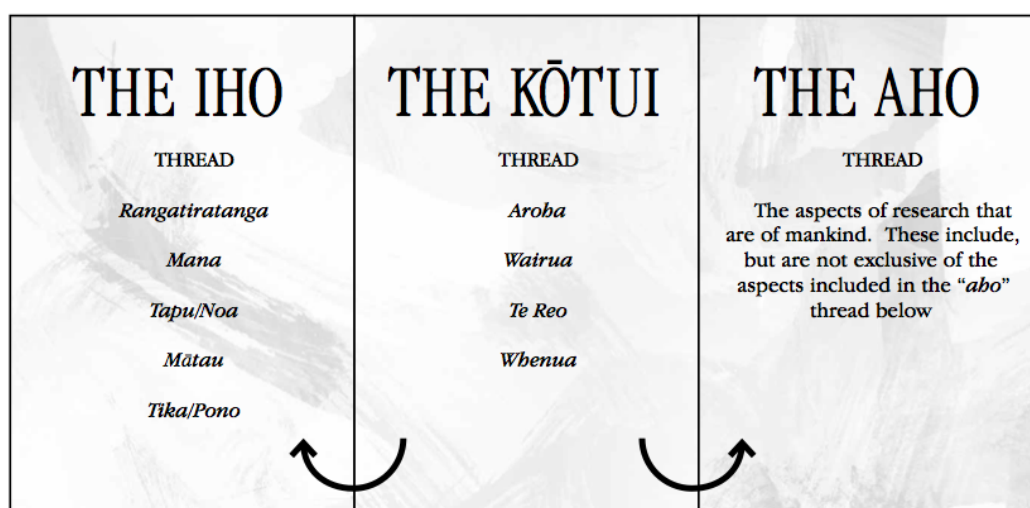 THE IHO
THREAD
Rangatiratanga
Mana
Tapu/Noa
Mātau
Tika/Pono
THE KŌTUI
THREAD
Aroha
Wairua
Te Reo
Whenua
THE AHO
THREAD
The aspects of research that
are of mankind. These include,
but are not exclusive of the
aspects included in the “aho”
thread below